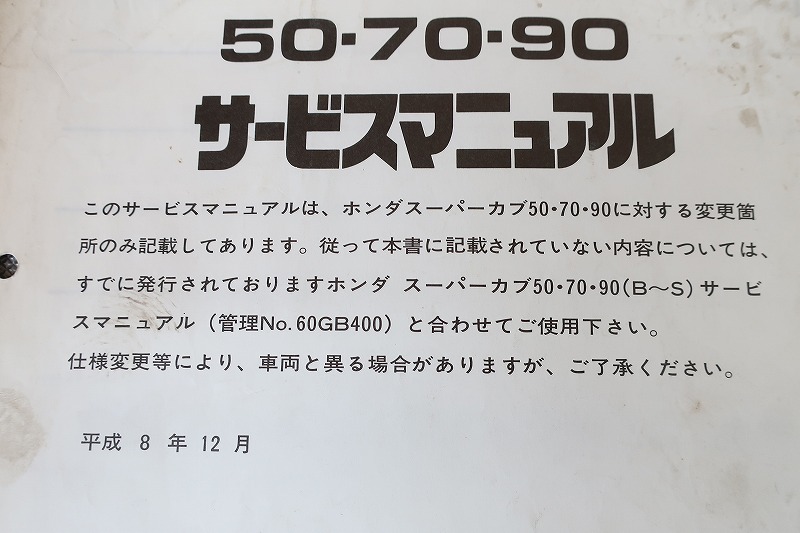 50・70・90
サービスマニュアル
このサービスマニュアルは、ホンダスーパーカブ50・70・90に対する変更箇
所のみ記載してあります。従って本書に記載されていない内容については、
すでに発行されておりますホンダ スーパーカブ50・70・90(B〜S)サービ
スマニュアル(管理No.60GB400)と合わせてご使用下さい。
仕様変更等により、車両と異る場合がありますが、ご了承ください。
平成 8 年 12 月